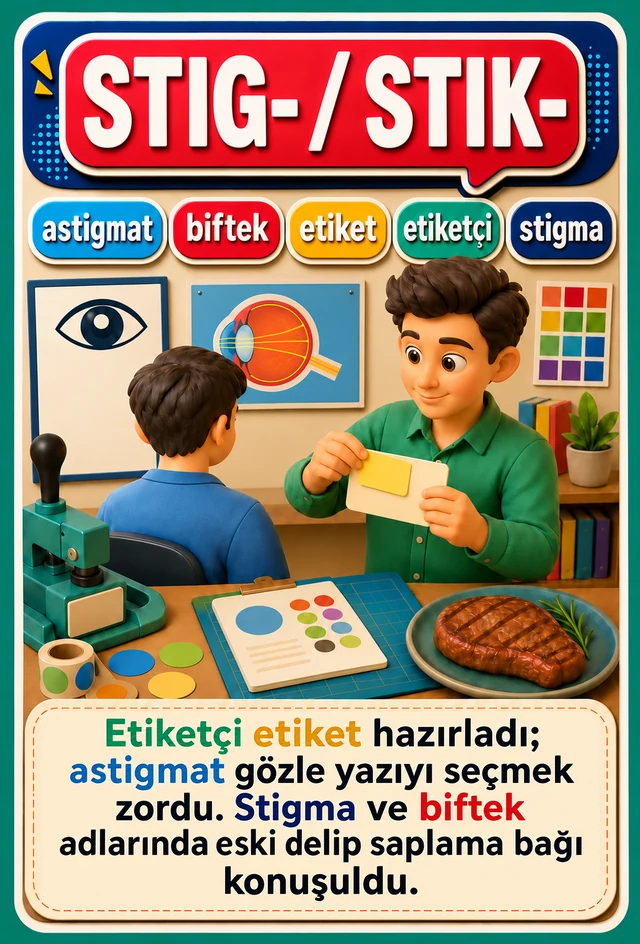 STIG- / STIK-
astigmat biftek etiket etiketçi stigma
Etiketçi etiket hazırladı;
astigmat gözle yazıyı seçmek
zordu. Stigma ve biftek
adlarında eski delip saplama bağı
konuşuldu.